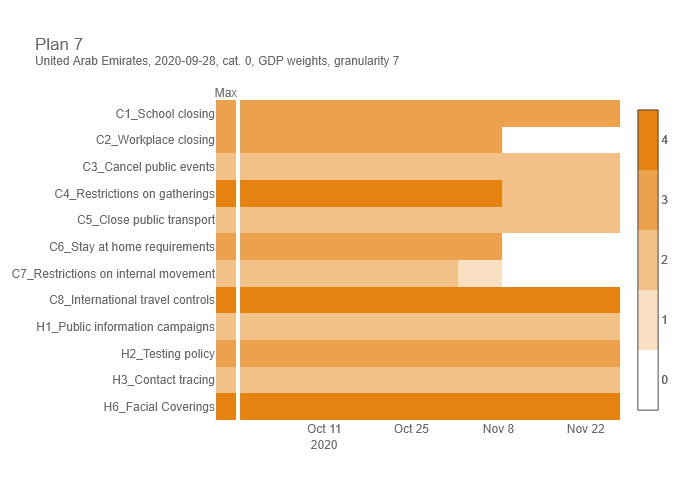 Plan 7
United Arab Emirates, 2020-09-28, cat. 0, GDP weights, granularity 7
Max
C1_School closing
C2_Workplace closing
C3_Cancel public events
C4_Restrictions on gatherings
C5_Close public transport
C6_Stay at home requirements
C7_Restrictions on internal movement
C8_International travel controls
H1_Public information campaigns
H2_Testing policy
H3_Contact tracing
H6_Facial Coverings
Oct 11 Oct 25 Nov 8 Nov 22
2020
4
3
2
1
0